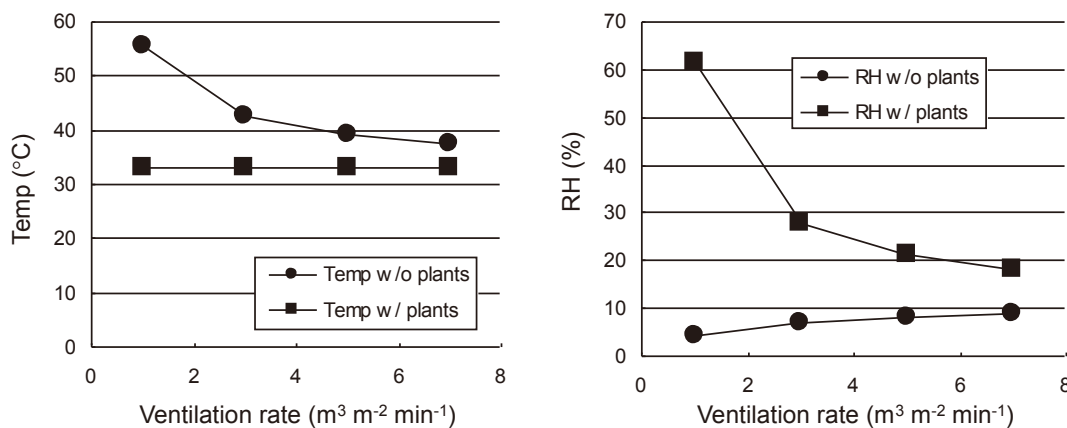 60
50
40
30
20
10
0
Temp (°C)
Temp w/o plants
Temp w/ plants
0 2 4 6 8
Ventilation rate (m³ m⁻² min⁻¹)
70
60
50
40
30
20
10
0
RH (%)
RH w/o plants
RH w/ plants
0 2 4 6 8
Ventilation rate (m³ m⁻² min⁻¹)